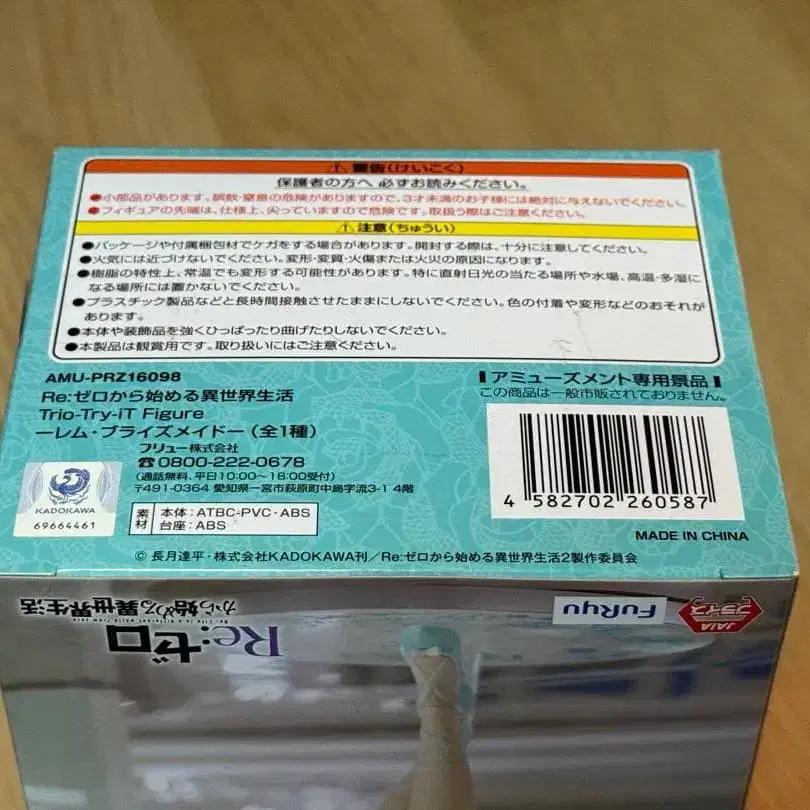 ⚠警告(けいこく)
保護者の方へ 必ずお読みください。
●小部品があります。誤飲・窒息の危険がありますので、3才未満のお子様には絶対に与えないでください。
●フィギュアの先端は、仕様上、尖っていますので危険です。取扱う際はご注意ください。
⚠注意(ちゅうい)
●パッケージや付属梱包材でケガをする場合があります。開封する際は、十分に注意してください。
●火気には近づけないでください。変形・変質・火傷または火災の原因になります。
●樹脂の特性上、常温でも変形する可能性があります。特に直射日光の当たる場所や水場、高温・多湿に
なる場所には置かないでください。
●プラスチック製品などと長時間接触させたままにしないでください。色の付着や変形などのおそれが
あります。
●本体や装飾品を強くひっぱったり曲げたりしないでください。
●本製品は観賞用です。取り扱いにはご注意ください。
AMU-PRZ16098
Re:ゼロから始める異世界生活
Trio-Try-iT Figure
ーレム・ブライズメイドー(全1種)
フリュー株式会社
☎0800-222-0678
(通話無料、平日10:00〜18:00受付)
〒491-0364 愛知県一宮市萩原町中島字流3-1 4階
KADOKAWA
69664461
素材
本体:ATBC-PVC・ABS
台座:ABS
アミューズメント専用景品
この商品は一般市販されておりません。
4 582702 260587
MADE IN CHINA
© 長月達平・株式会社KADOKAWA刊/Re:ゼロから始める異世界生活2製作委員会
Re:ゼロ
から始める異世界生活
Re: Life in a different world from zero
FuRyu
JAIA
プライズ